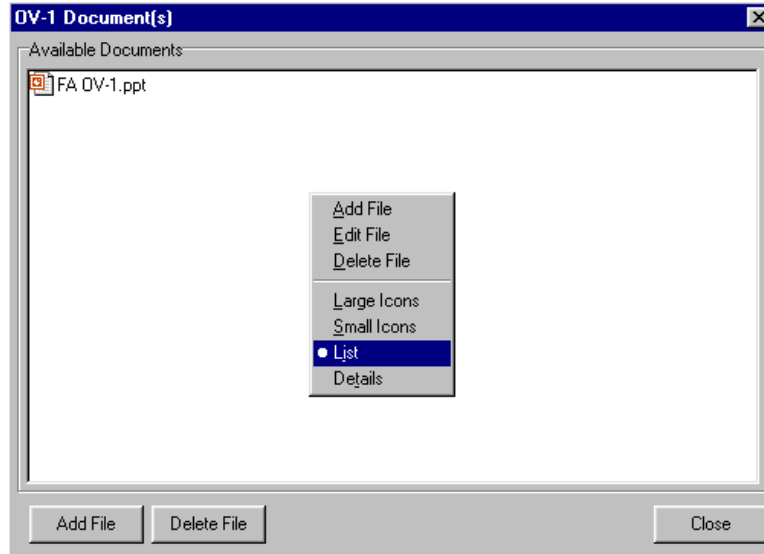 OV-1 Document(s)
Available Documents
FA OV-1.ppt
Add File
Edit File
Delete File
Large Icons
Small Icons
List
Details
Add File
Delete File
Close